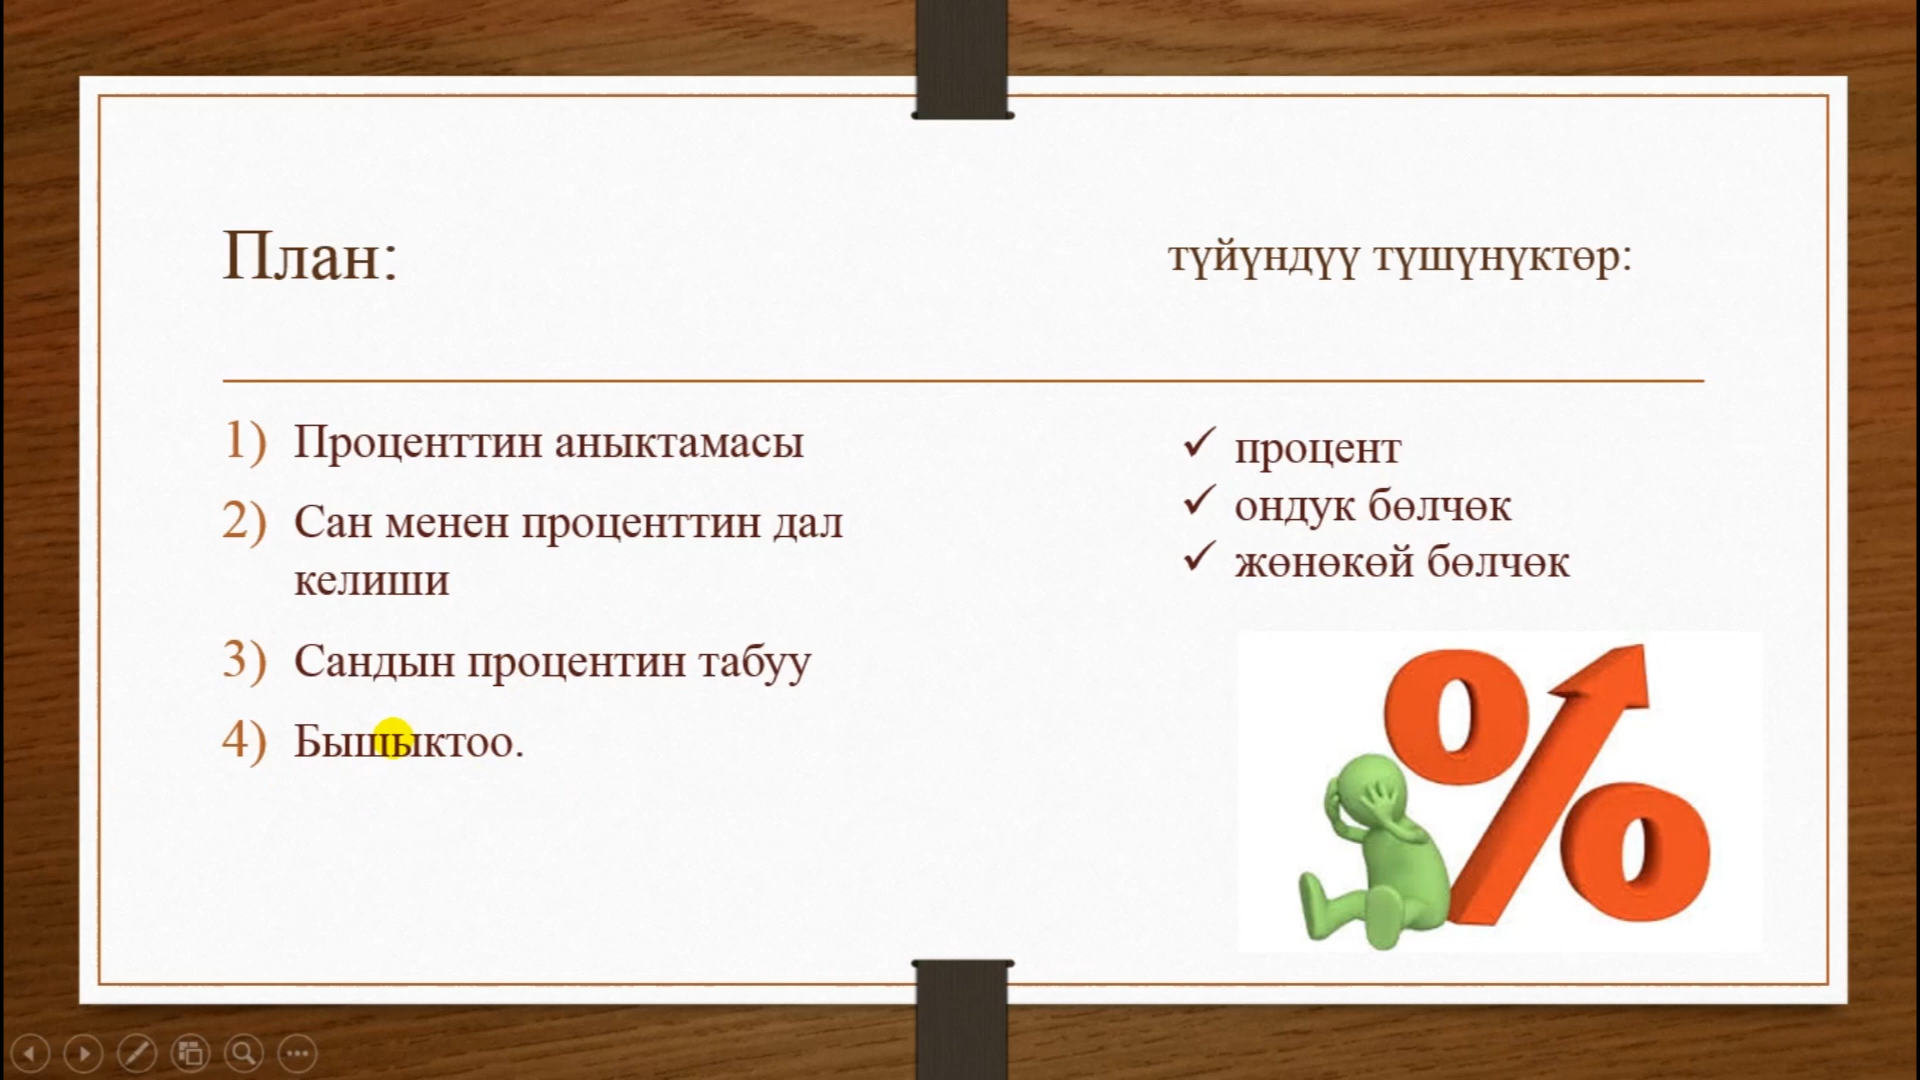 План:
түйүндүү түшүнүктөр:
1) Проценттин аныктамасы
2) Сан менен проценттин дал
келиши
3) Сандын процентин табуу
4) Бышыктоо.
✓ процент
✓ ондук бөлчөк
✓ жөнөкөй бөлчөк
%